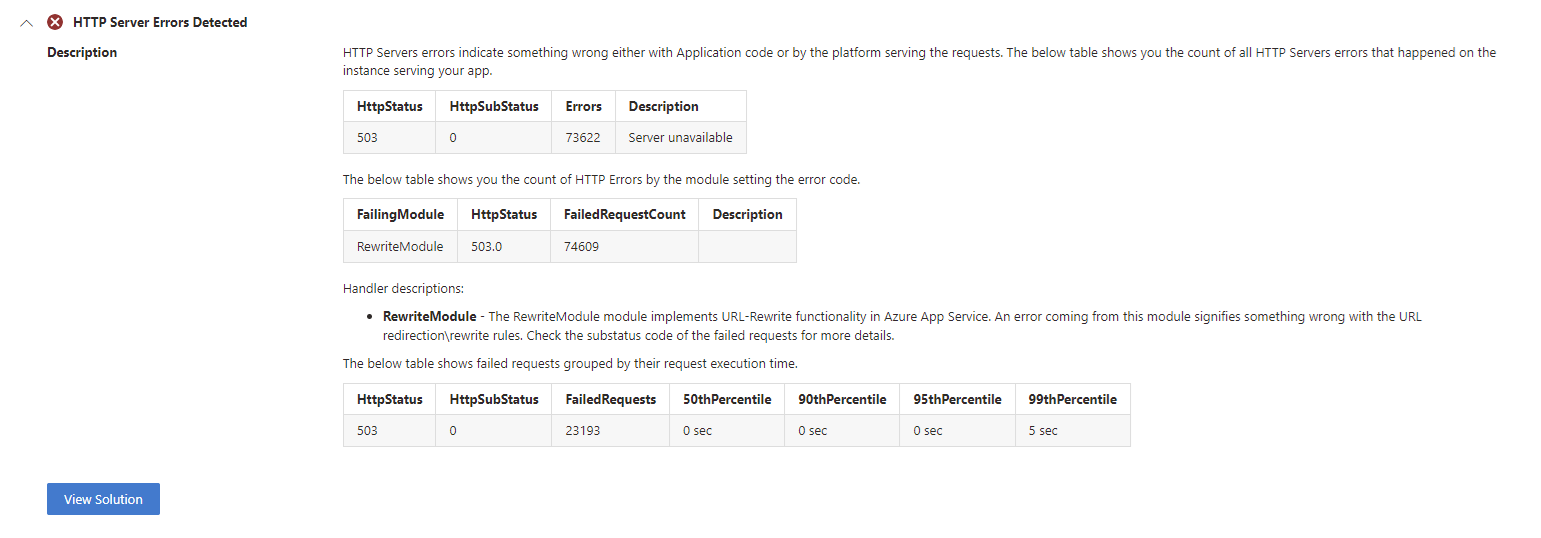 HTTP Server Errors Detected
Description
HTTP Servers errors indicate something wrong either with Application code or by the platform serving the requests. The below table shows you the count of all HTTP Servers errors that happened on the
instance serving your app.
HttpStatus HttpSubStatus Errors Description
503 0 73622 Server unavailable
The below table shows you the count of HTTP Errors by the module setting the error code.
FailingModule HttpStatus FailedRequestCount Description
RewriteModule 503.0 74609
Handler descriptions:
• RewriteModule - The RewriteModule module implements URL-Rewrite functionality in Azure App Service. An error coming from this module signifies something wrong with the URL
redirection\rewrite rules. Check the substatus code of the failed requests for more details.
The below table shows failed requests grouped by their request execution time.
HttpStatus HttpSubStatus FailedRequests 50thPercentile 90thPercentile 95thPercentile 99thPercentile
503 0 23193 0 sec 0 sec 0 sec 5 sec
View Solution